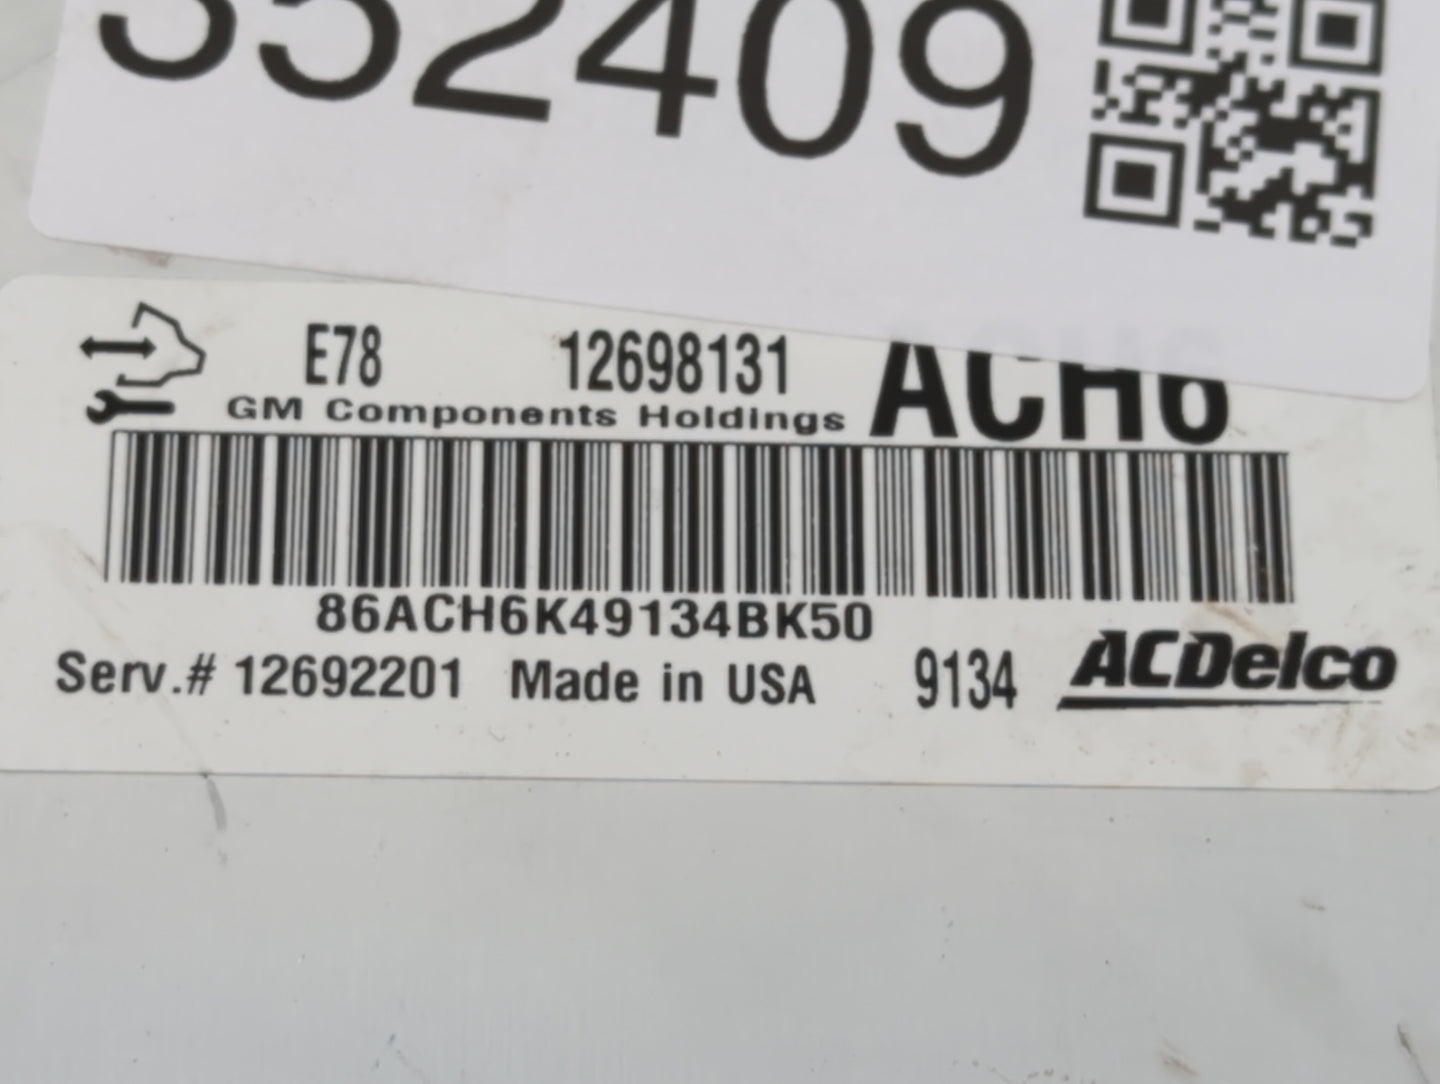 352409
E78 12698131 ACH6
GM Components Holdings
86ACH6K49134BK50
Serv.# 12692201 Made in USA 9134 ACDelco